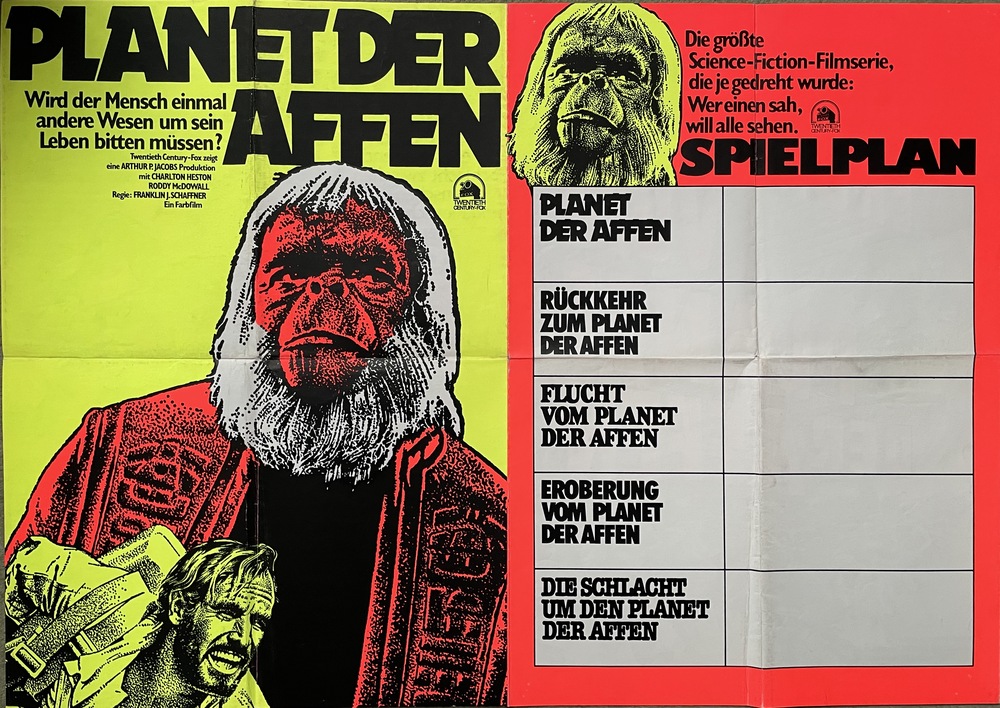 PLANET DER
AFFEN
Wird der Mensch einmal
andere Wesen um sein
Leben bitten müssen?
Twentieth Century-Fox zeigt
eine ARTHUR P. JACOBS Produktion
mit CHARLTON HESTON
RODDY McDOWALL
Regie: FRANKLIN J. SCHAFFNER
Ein Farbfilm
TWENTIETH
CENTURY-FOX
Die größte
Science-Fiction-Filmserie,
die je gedreht wurde:
Wer einen sah,
will alle sehen.
TWENTIETH
CENTURY-FOX
SPIELPLAN
PLANET
DER AFFEN
RÜCKKEHR
ZUM PLANET
DER AFFEN
FLUCHT
VOM PLANET
DER AFFEN
EROBERUNG
VOM PLANET
DER AFFEN
DIE SCHLACHT
UM DEN PLANET
DER AFFEN